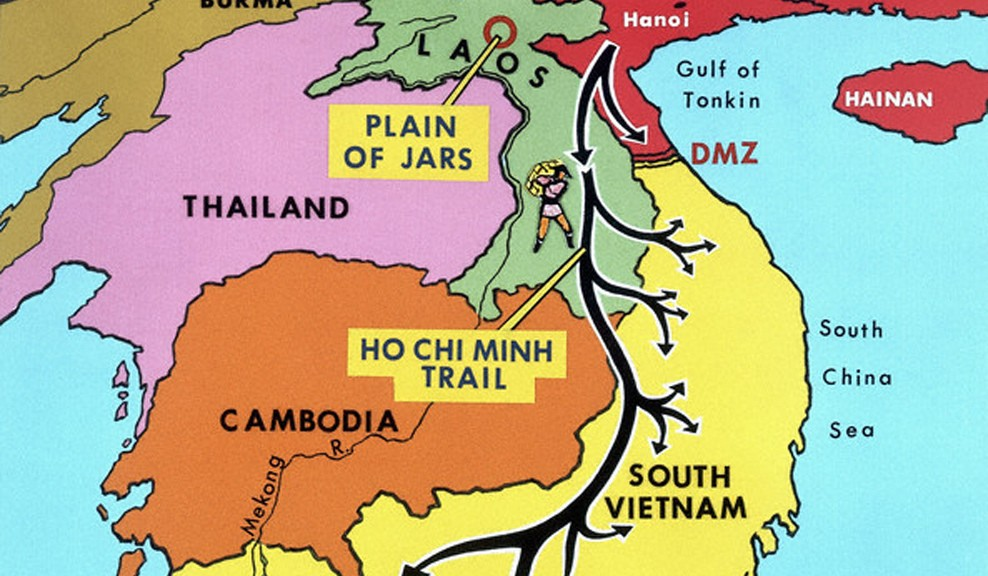 BURMA
Hanoi
LAOS
Gulf of
Tonkin
HAINAN
PLAIN
OF JARS
DMZ
THAILAND
HO CHI MINH
TRAIL
South
China
Sea
CAMBODIA
R.
Mekong
SOUTH
VIETNAM